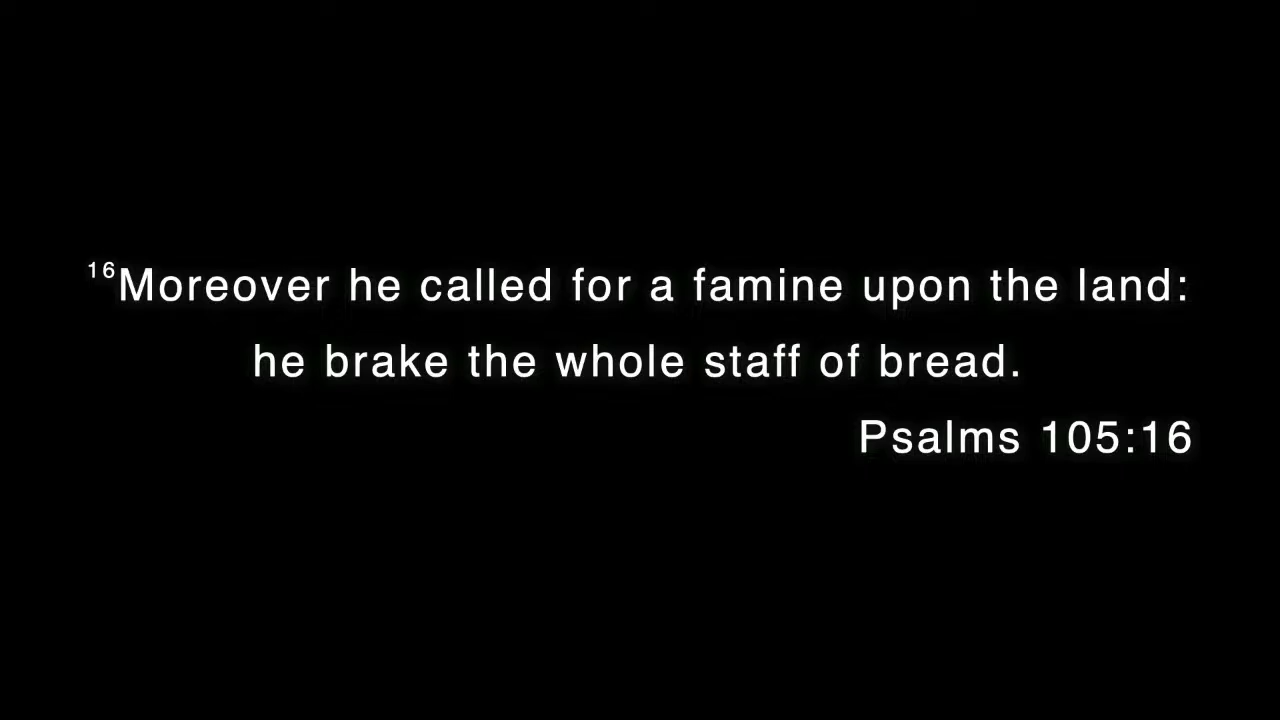 16Moreover he called for a famine upon the land:
he brake the whole staff of bread.
Psalms 105:16